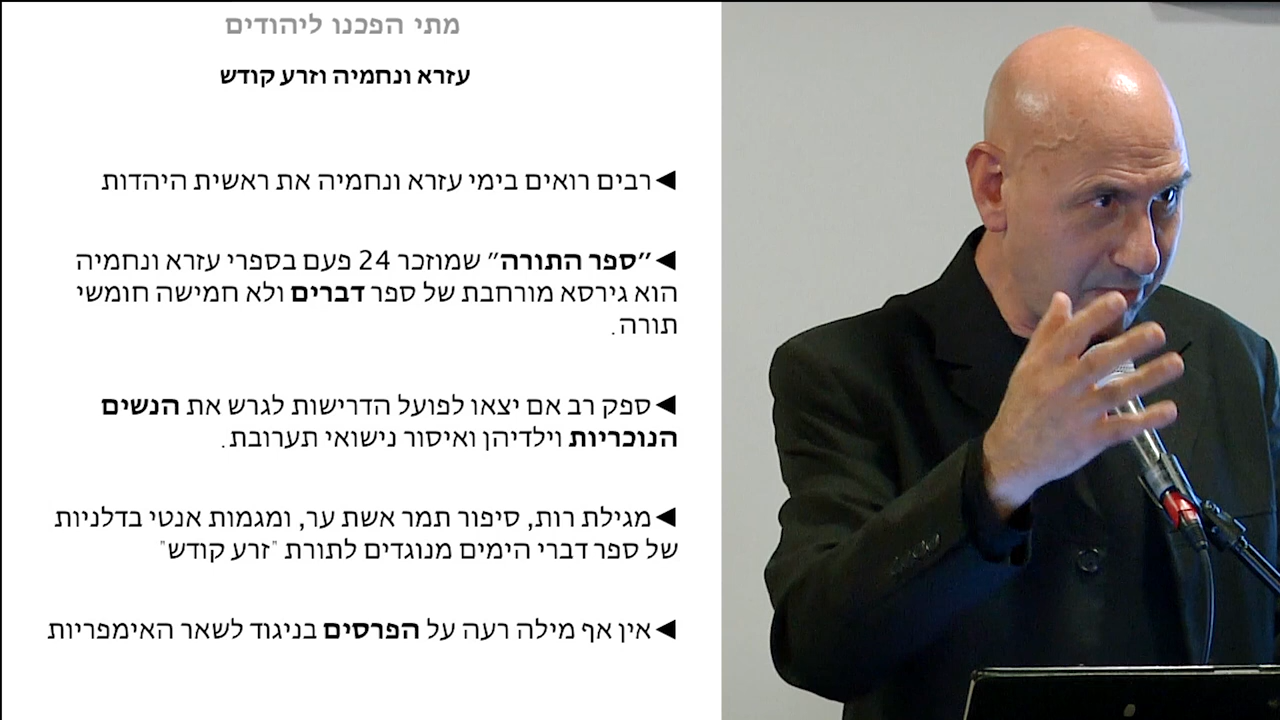 מתי הפכנו ליהודים
עזרא ונחמיה וזרע קודש
◀רבים רואים בימי עזרא ונחמיה את ראשית היהדות
◀"ספר התורה" שמוזכר 24 פעם בספרי עזרא ונחמיה
הוא גירסא מורחבת של ספר דברים ולא חמישה חומשי
תורה.
◀ספק רב אם יצאו לפועל הדרישות לגרש את הנשים
הנוכריות וילדיהן ואיסור נישואי תערובת.
◀מגילת רות, סיפור תמר אשת ער, ומגמות אנטי בדלניות
של ספר דברי הימים מנוגדים לתורת "זרע קודש"
◀אין אף מילה רעה על הפרסים בניגוד לשאר האימפריות